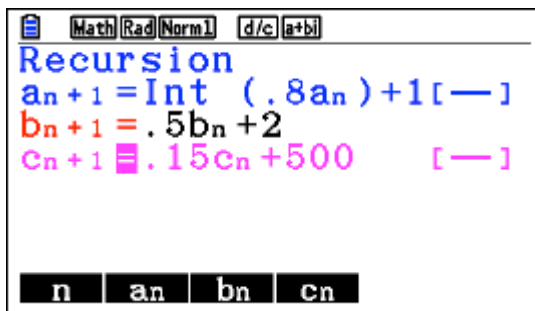 Math Rad Norm1 d/c a+bi
Recursion
aₙ₊₁=Int (.8aₙ)+1[—]
bₙ₊₁=.5bₙ+2
cₙ₊₁=.15cₙ+500 [—]
n aₙ bₙ cₙ